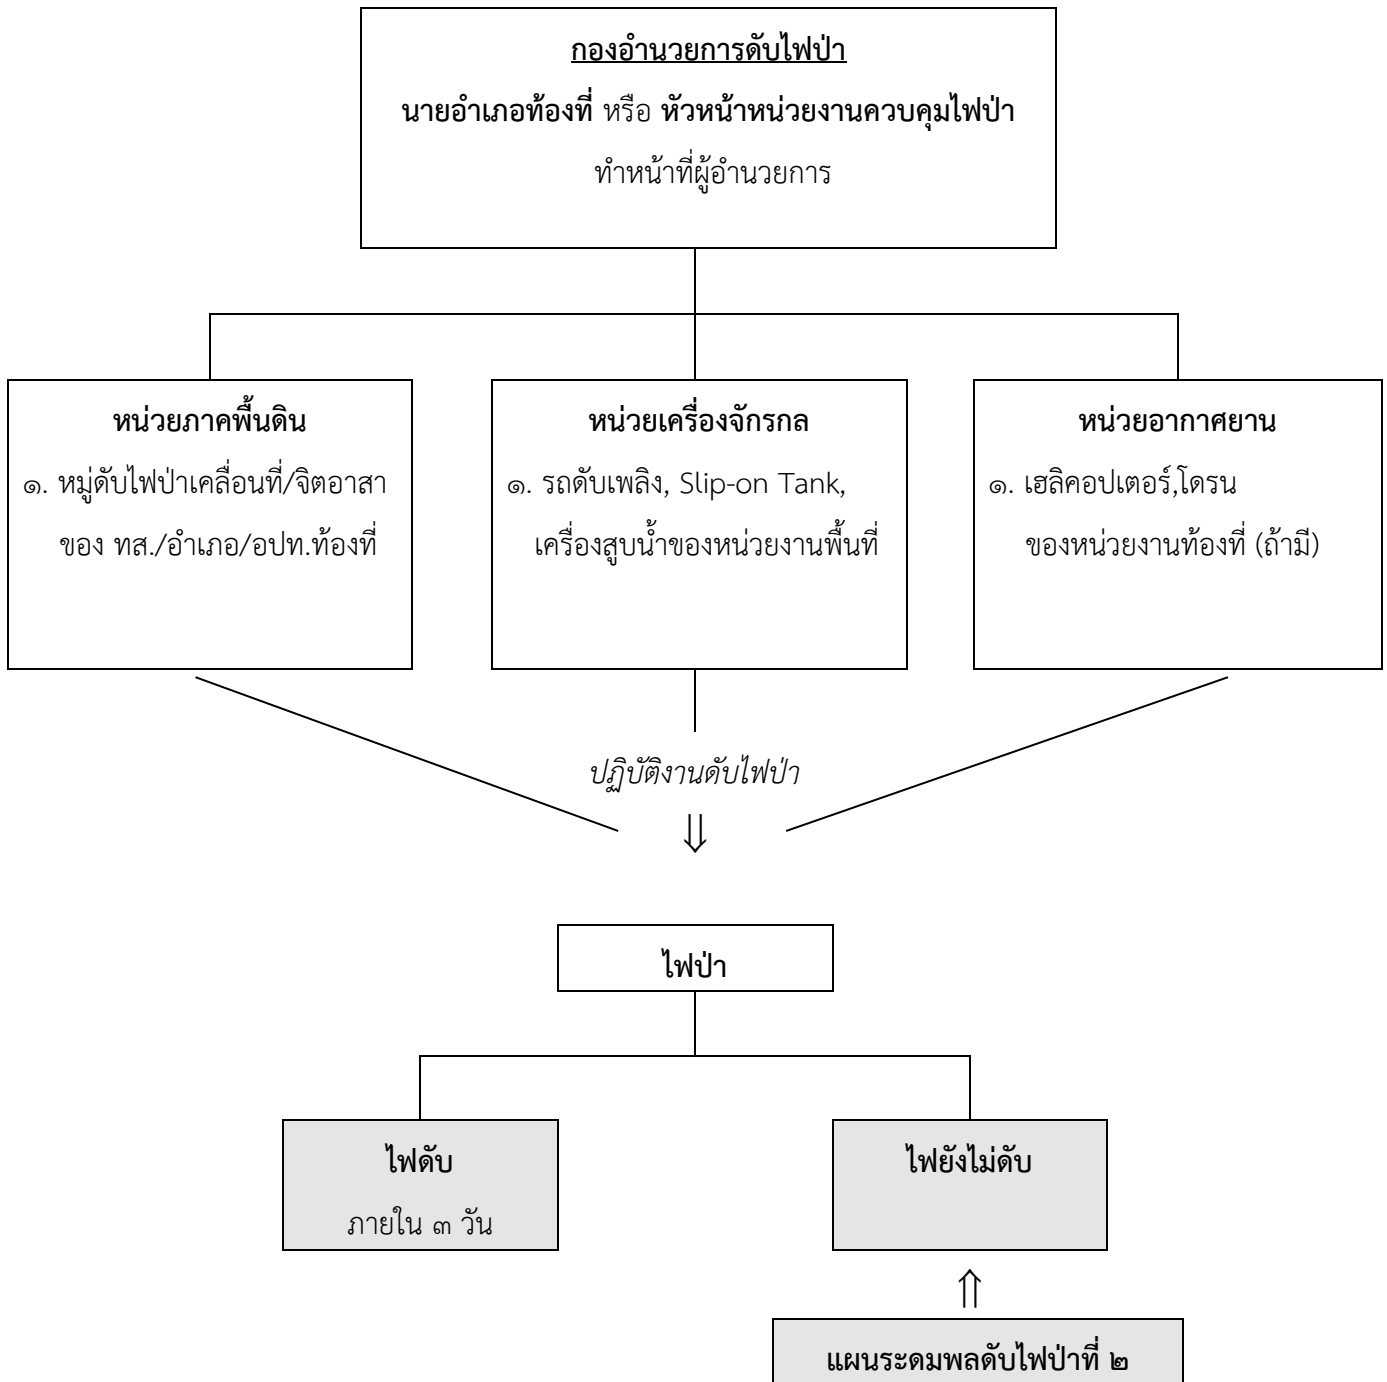 กองอำนวยการดับไฟป่า
นายอำเภอท้องที่ หรือ หัวหน้าหน่วยงานควบคุมไฟป่า
ทำหน้าที่ผู้อำนวยการ
หน่วยภาคพื้นดิน
๑. หมู่ดับไฟป่าเคลื่อนที่/จิตอาสา
ของ ทส./อำเภอ/อปท.ท้องที่
หน่วยเครื่องจักรกล
๑. รถดับเพลิง, Slip-on Tank,
เครื่องสูบน้ำของหน่วยงานพื้นที่
หน่วยอากาศยาน
๑. เฮลิคอปเตอร์,โดรน
ของหน่วยงานท้องที่ (ถ้ามี)
ปฏิบัติงานดับไฟป่า
ไฟป่า
ไฟดับ
ภายใน ๓ วัน
ไฟยังไม่ดับ
แผนระดมพลดับไฟป่าที่ ๒